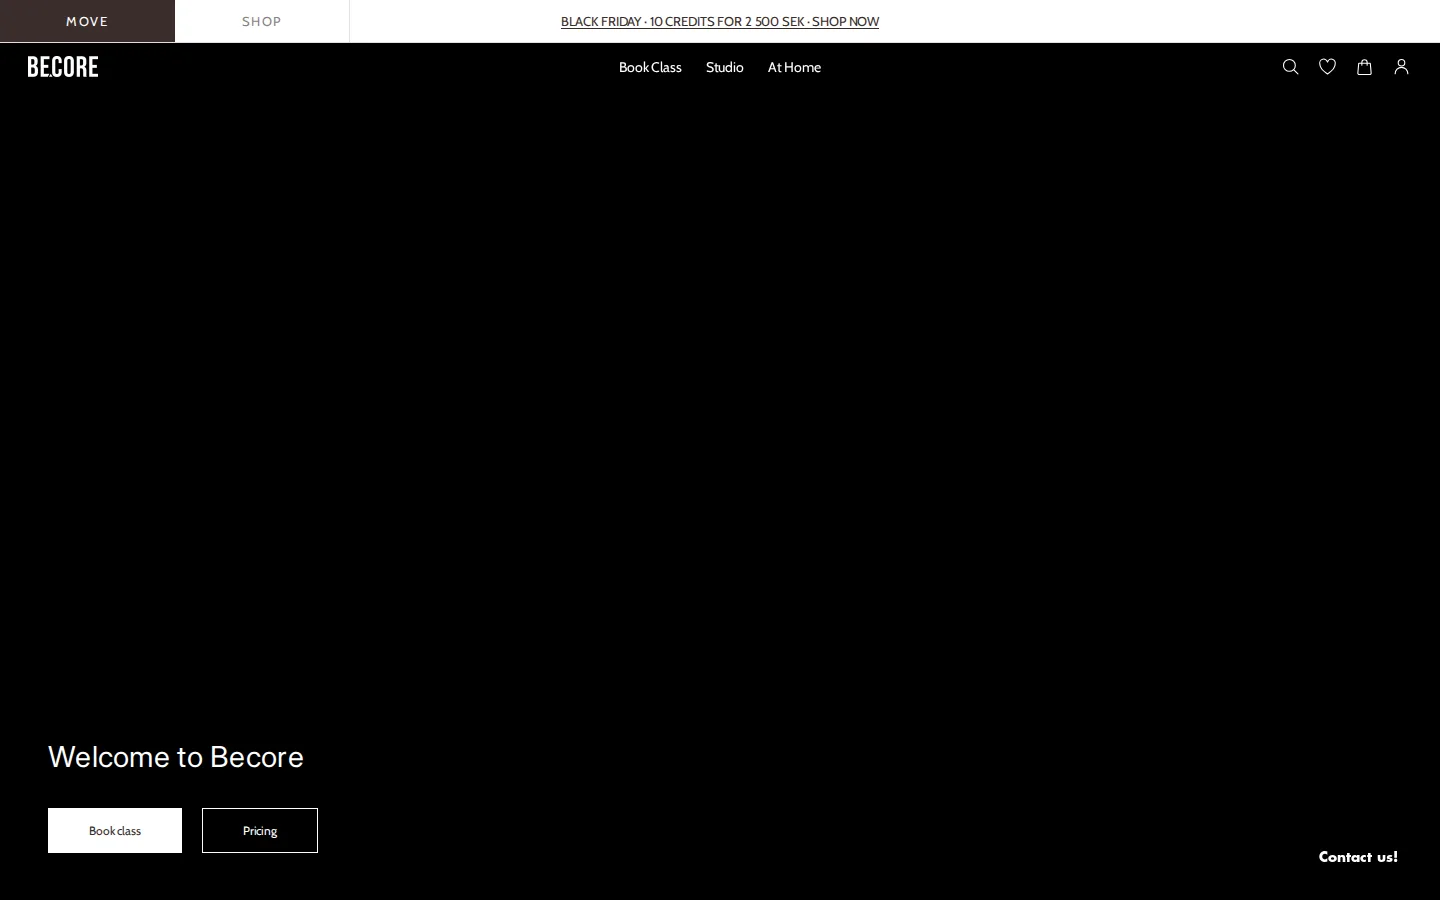 MOVE
SHOP
BLACK FRIDAY · 10 CREDITS FOR 2 500 SEK · SHOP NOW
BECORE
Book Class
Studio
At Home
Welcome to Becore
Book class
Pricing
Contact us!